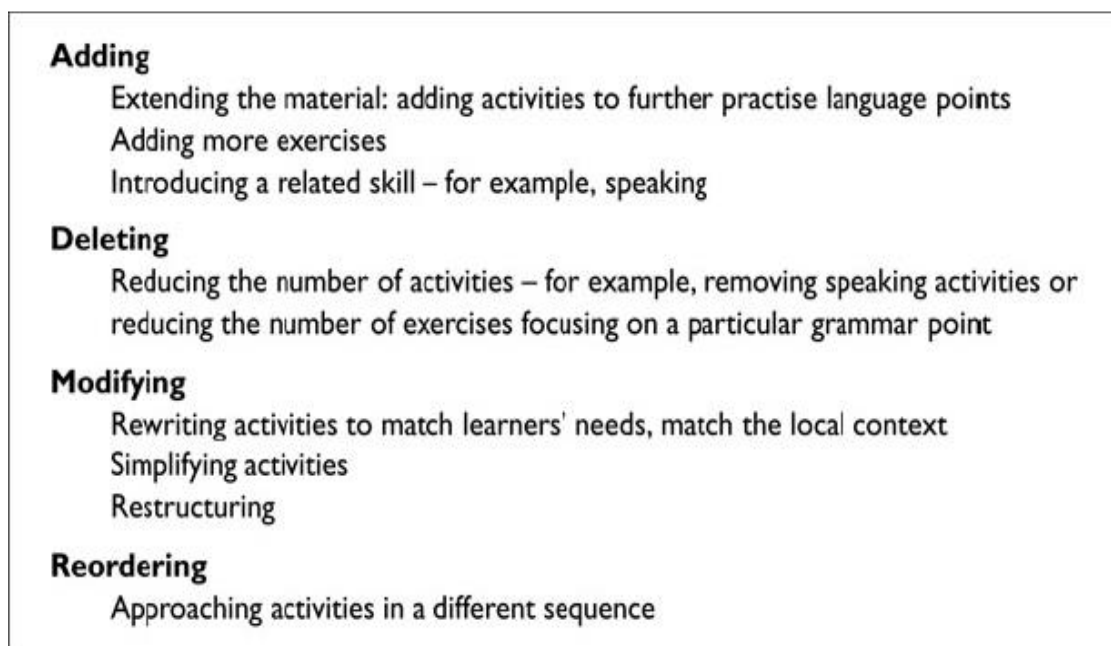 Adding
Extending the material: adding activities to further practise language points
Adding more exercises
Introducing a related skill – for example, speaking
Deleting
Reducing the number of activities – for example, removing speaking activities or
reducing the number of exercises focusing on a particular grammar point
Modifying
Rewriting activities to match learners' needs, match the local context
Simplifying activities
Restructuring
Reordering
Approaching activities in a different sequence